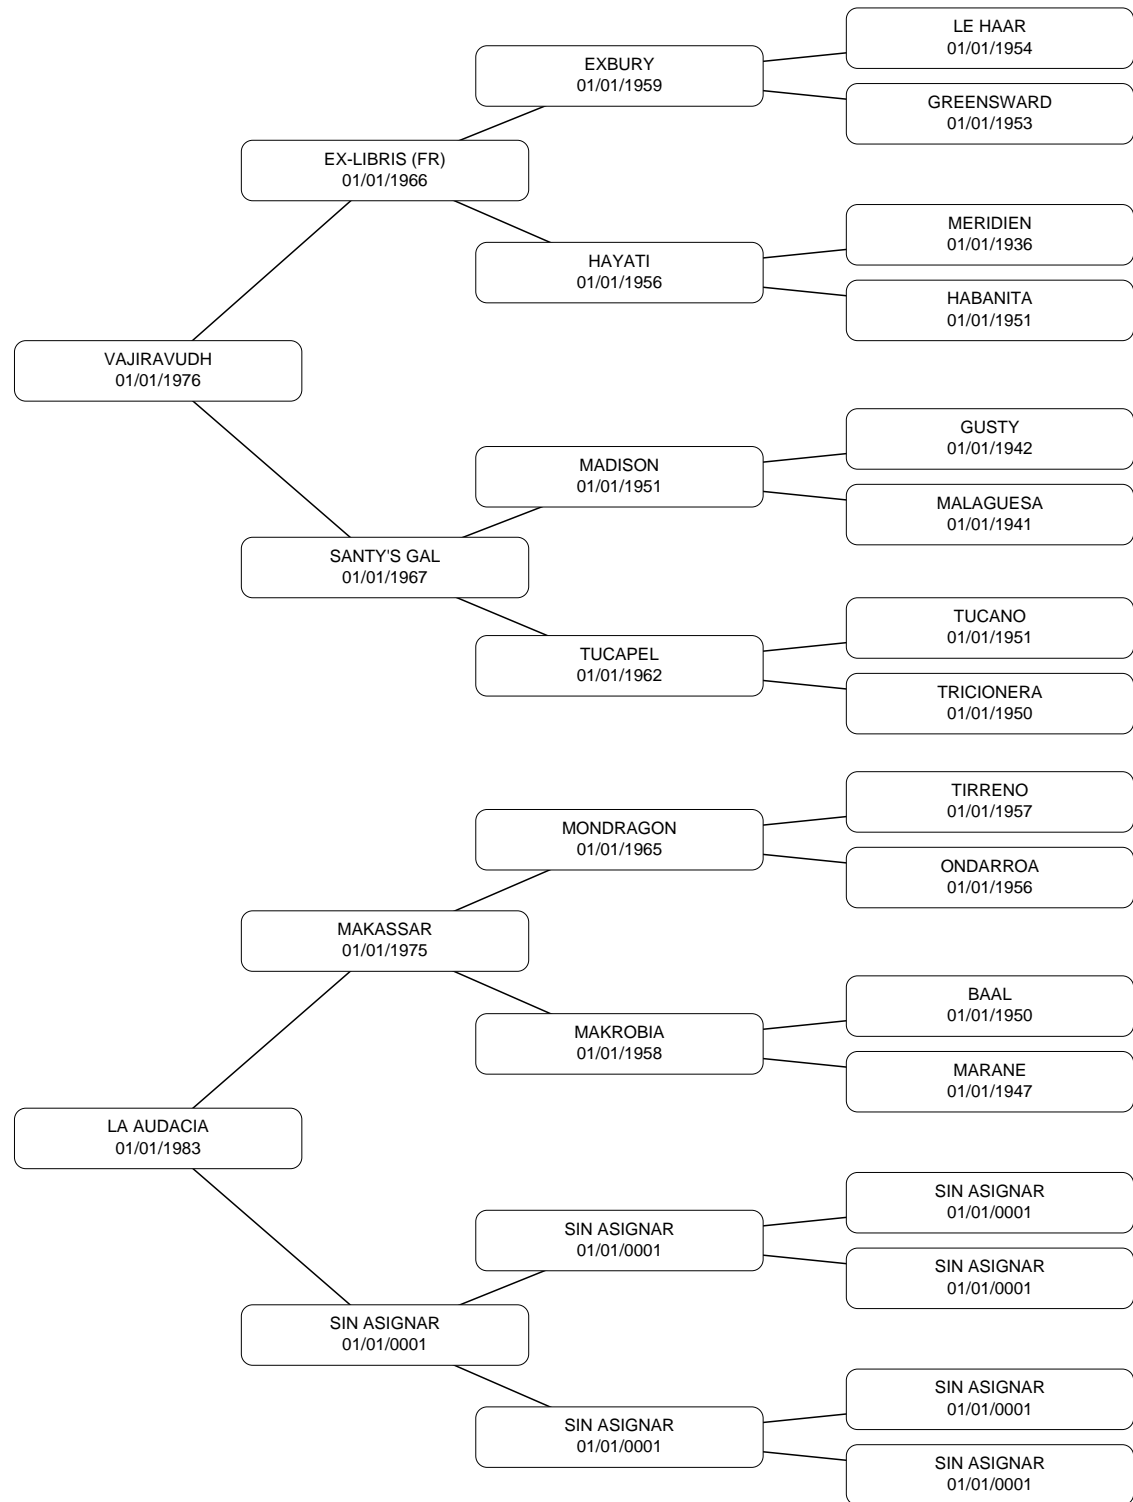 LE HAAR
01/01/1954
EXBURY
01/01/1959
GREENSWARD
01/01/1953
EX-LIBRIS (FR)
01/01/1966
MERIDIEN
01/01/1936
HAYATI
01/01/1956
HABANITA
01/01/1951
VAJIRAVUDH
01/01/1976
GUSTY
01/01/1942
MADISON
01/01/1951
MALAGUESA
01/01/1941
SANTY'S GAL
01/01/1967
TUCANO
01/01/1951
TUCAPEL
01/01/1962
TRICIONERA
01/01/1950
TIRRENO
01/01/1957
MONDRAGON
01/01/1965
ONDARROA
01/01/1956
MAKASSAR
01/01/1975
BAAL
01/01/1950
MAKROBIA
01/01/1958
MARANE
01/01/1947
LA AUDACIA
01/01/1983
SIN ASIGNAR
01/01/0001
SIN ASIGNAR
01/01/0001
SIN ASIGNAR
01/01/0001
SIN ASIGNAR
01/01/0001
SIN ASIGNAR
01/01/0001
SIN ASIGNAR
01/01/0001
SIN ASIGNAR
01/01/0001